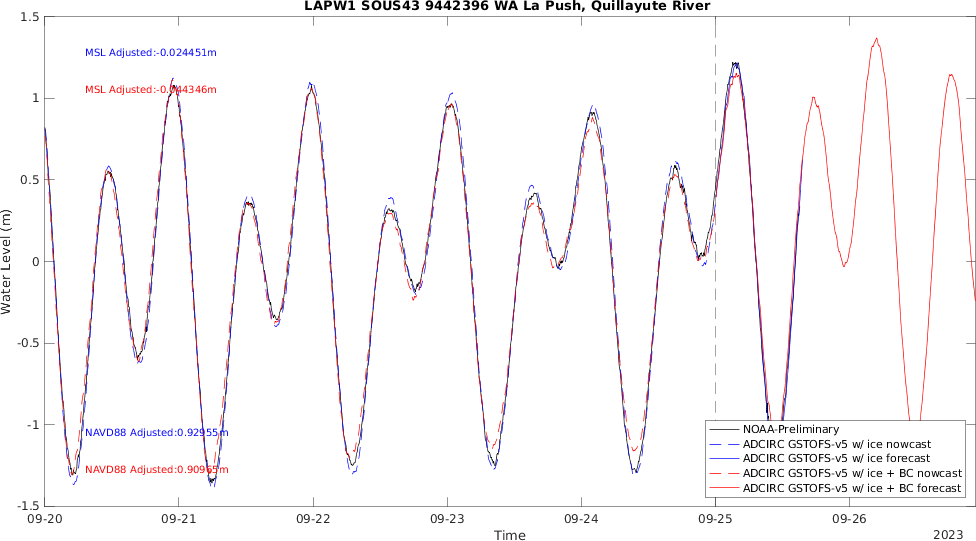 LAPW1 SOUS43 9442396 WA La Push, Quillayute River
1.5
MSL Adjusted:-0.024451m
MSL Adjusted:-0.044346m
1
0.5
0
-0.5
-1
-1.5
Water Level (m)
NAVD88 Adjusted:0.92955m
NAVD88 Adjusted:0.90965m
NOAA-Preliminary
ADCIRC GSTOFS-v5 w/ ice nowcast
ADCIRC GSTOFS-v5 w/ ice forecast
ADCIRC GSTOFS-v5 w/ ice + BC nowcast
ADCIRC GSTOFS-v5 w/ ice + BC forecast
09-20 09-21 09-22 09-23 09-24 09-25 09-26
Time
2023